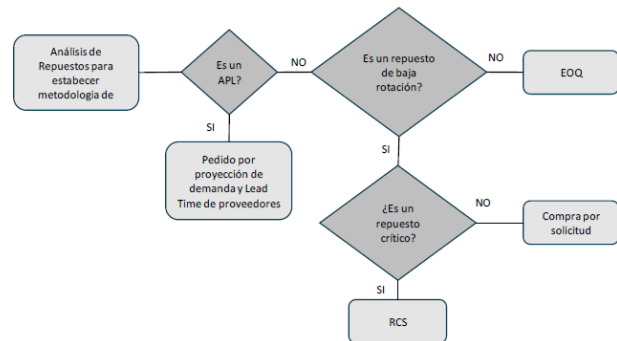 Análisis de
Repuestos para
estabecer
metodologia de
Es un
APL?
NO
Es un repuesto
de baja
rotación?
NO
EOQ
SI
Pedido por
proyección de
demanda y Lead
Time de proveedores
SI
¿Es un
repuesto
crítico?
NO
Compra por
solicitud
SI
RCS